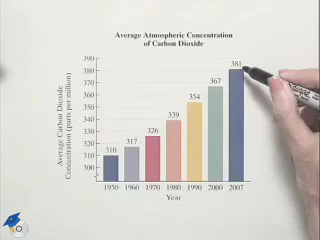 Average Atmospheric Concentration
of Carbon Dioxide
Average Carbon Dioxide
Concentration (parts per million)
390
380
370
360
350
340
330
320
310
300
310
317
326
339
354
367
381
1950 1960 1970 1980 1990 2000 2007
Year